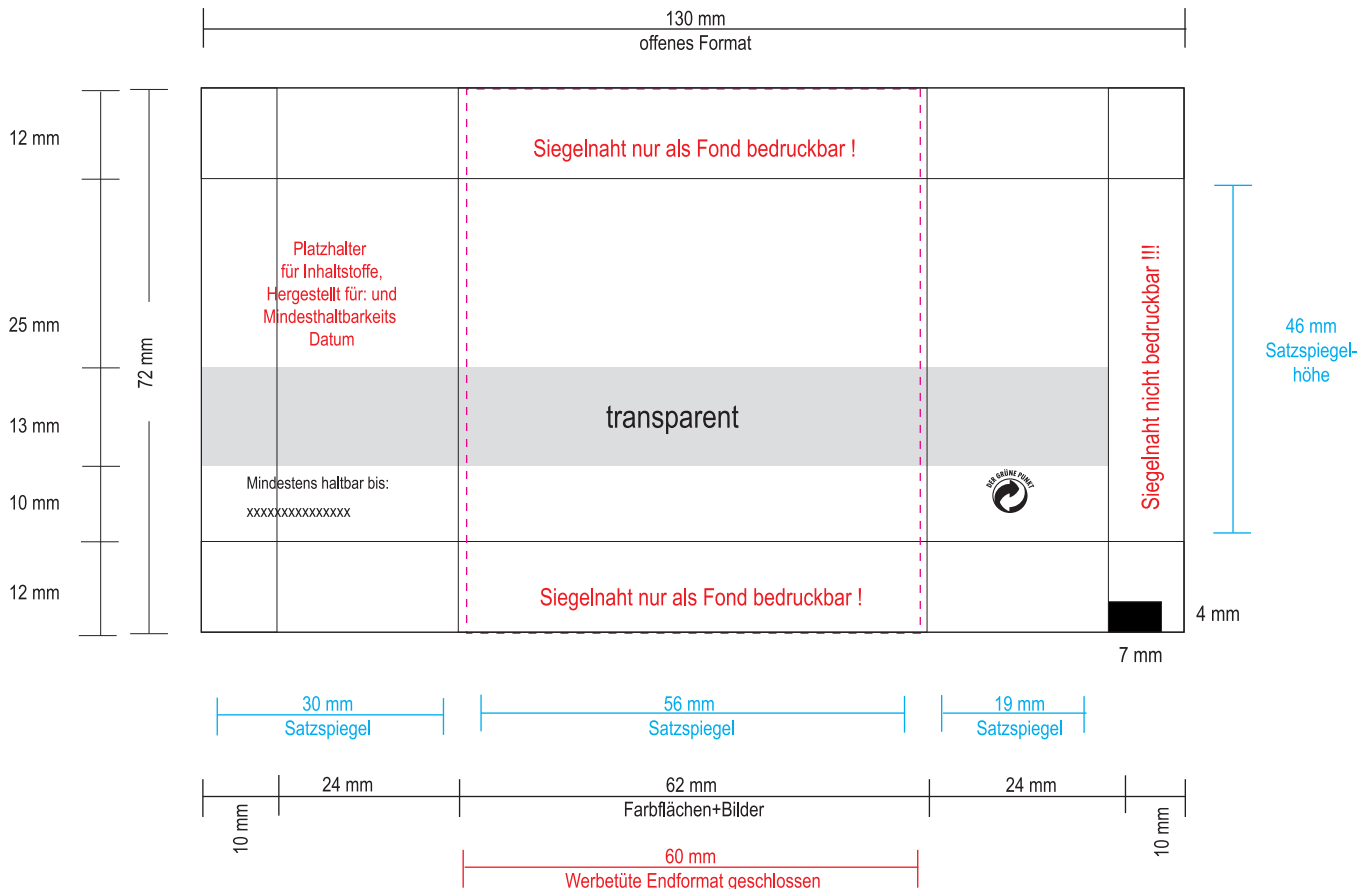 130 mm
offenes Format
12 mm
25 mm
13 mm
10 mm
12 mm
72 mm
Siegelnaht nur als Fond bedruckbar !
Platzhalter
für Inhaltstoffe,
Hergestellt für: und
Mindesthaltbarkeits
Datum
transparent
Mindestens haltbar bis:
xxxxxxxxxxxxxxx
DER GRÜNE PUNKT
Siegelnaht nicht bedruckbar !!!
46 mm
Satzspiegel-
höhe
Siegelnaht nur als Fond bedruckbar !
4 mm
7 mm
30 mm
Satzspiegel
56 mm
Satzspiegel
19 mm
Satzspiegel
10 mm
24 mm
62 mm
Farbflächen+Bilder
24 mm
10 mm
60 mm
Werbetüte Endformat geschlossen